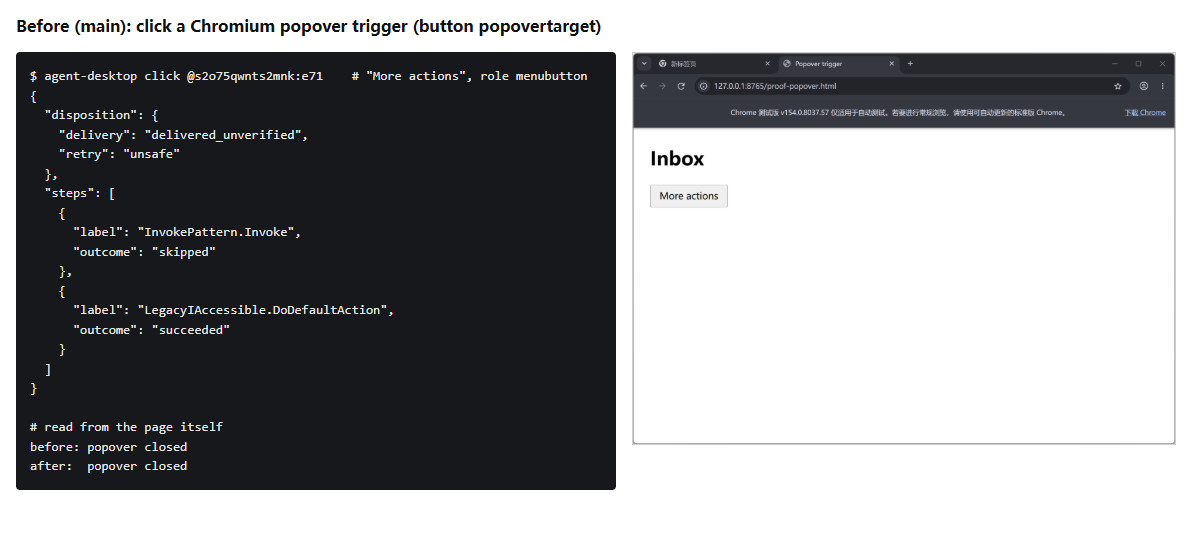 Before (main): click a Chromium popover trigger (button popovertarget)
$ agent-desktop click @s2o75qwnts2mnk:e71    # "More actions", role menubutton
{
  "disposition": {
    "delivery": "delivered_unverified",
    "retry": "unsafe"
  },
  "steps": [
    {
      "label": "InvokePattern.Invoke",
      "outcome": "skipped"
    },
    {
      "label": "LegacyIAccessible.DoDefaultAction",
      "outcome": "succeeded"
    }
  ]
}
# read from the page itself
before: popover closed
after:  popover closed
新标签页
Popover trigger
127.0.0.1:8765/proof-popover.html
Chrome 测试版 v154.0.8037.57 仅适用于自动测试。若要进行常规浏览，请使用可自动更新的标准版 Chrome。
下载 Chrome
Inbox
More actions